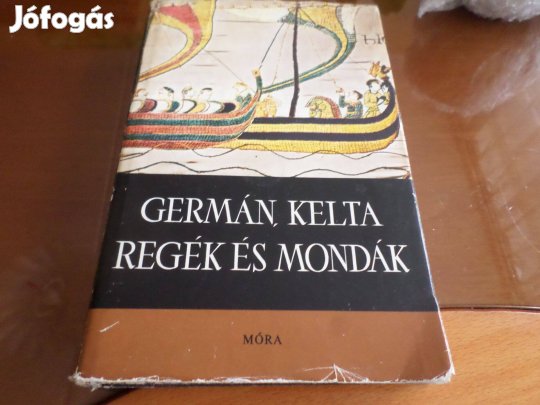 Jófogás
GERMÁN, KELTA
REGÉK ÉS MONDÁK
MÓRA